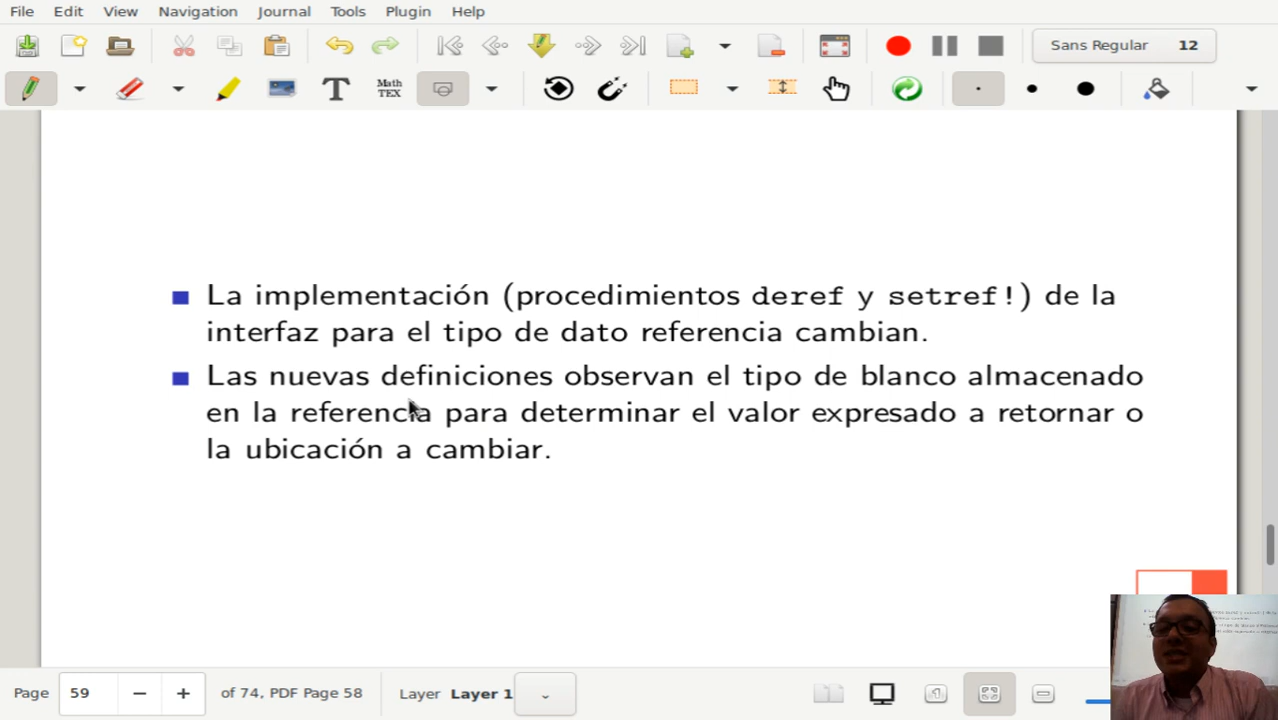 File Edit View Navigation Journal Tools Plugin Help
Sans Regular 12
T Math TEX
La implementación (procedimientos deref y setref!) de la
interfaz para el tipo de dato referencia cambian.
Las nuevas definiciones observan el tipo de blanco almacenado
en la referencia para determinar el valor expresado a retornar o
la ubicación a cambiar.
Page 59 − + of 74, PDF Page 58 Layer Layer 1